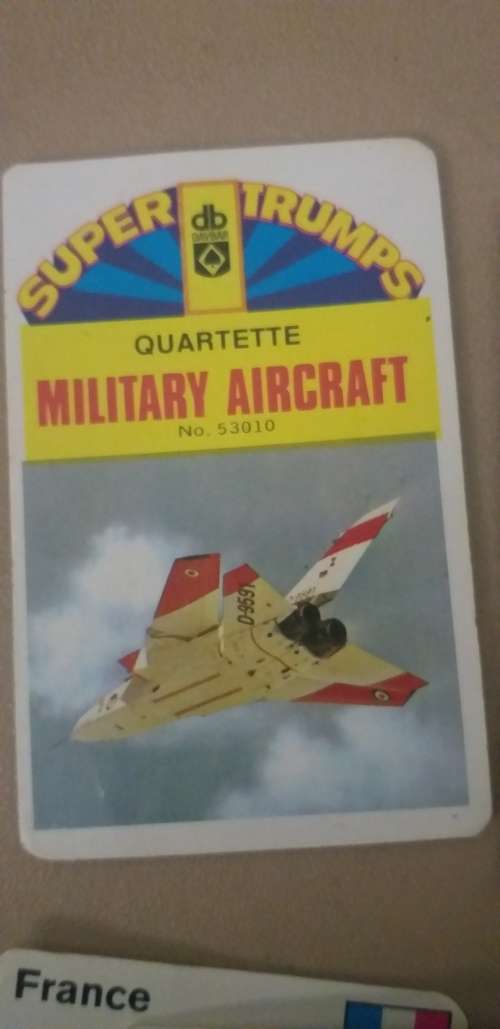 SUPER TRUMPS
db
DAVBAR
QUARTETTE
MILITARY AIRCRAFT
No. 53010
D-9591
France